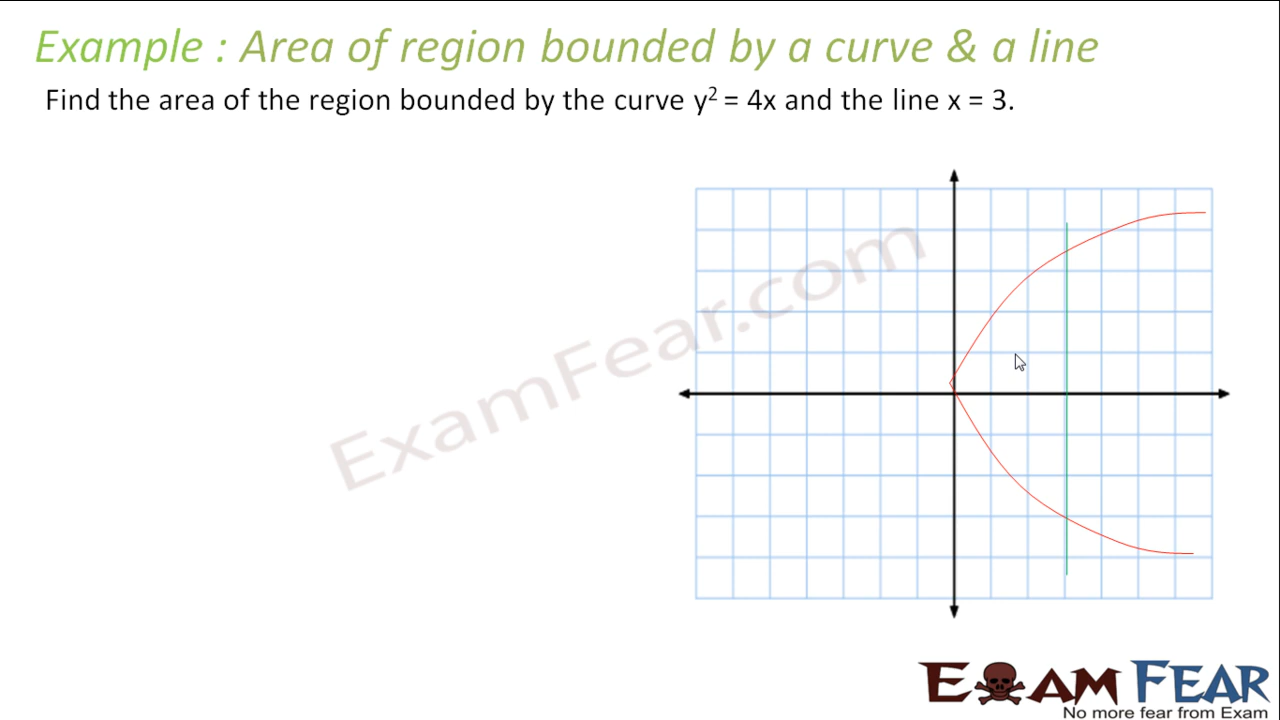 Example : Area of region bounded by a curve & a line
Find the area of the region bounded by the curve y² = 4x and the line x = 3.
ExamFear.com
EXAM FEAR
No more fear from Exam